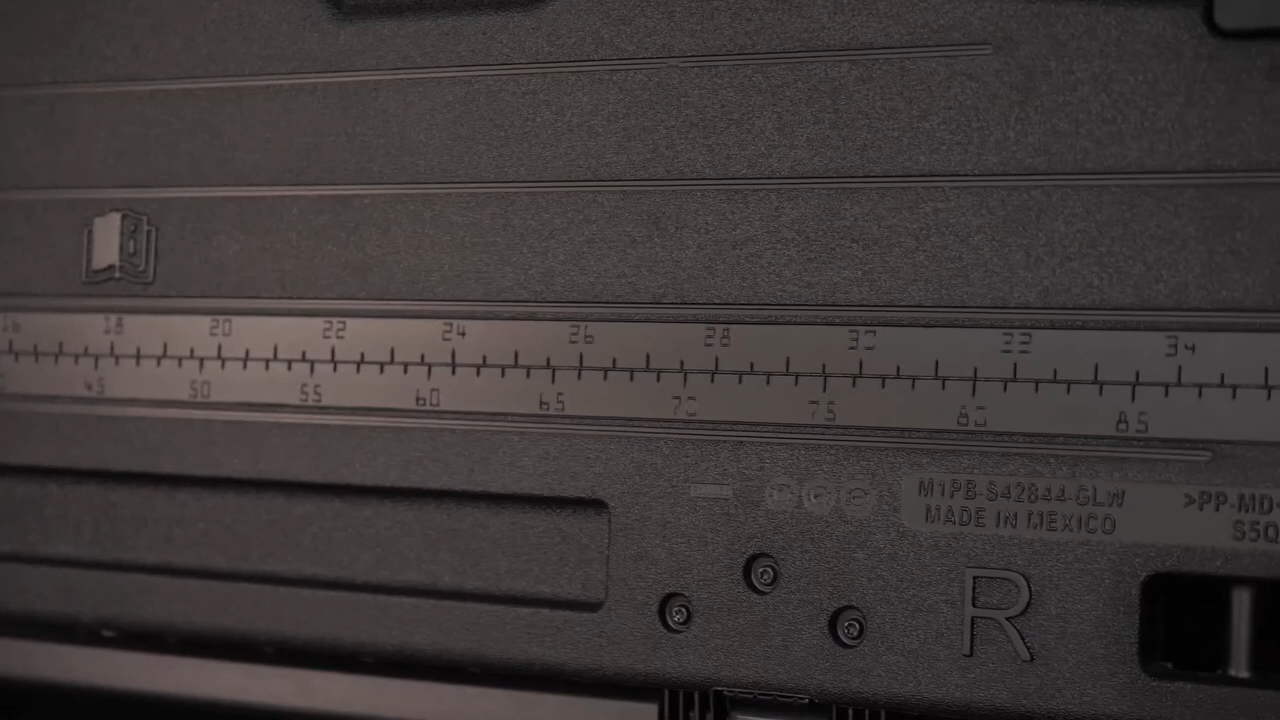 16 18 20 22 24 26 28 30 32 34
45 50 55 60 65 70 75 80 85
M1PB-S42844-GLW >PP-MD
MADE IN MEXICO S5Q
R